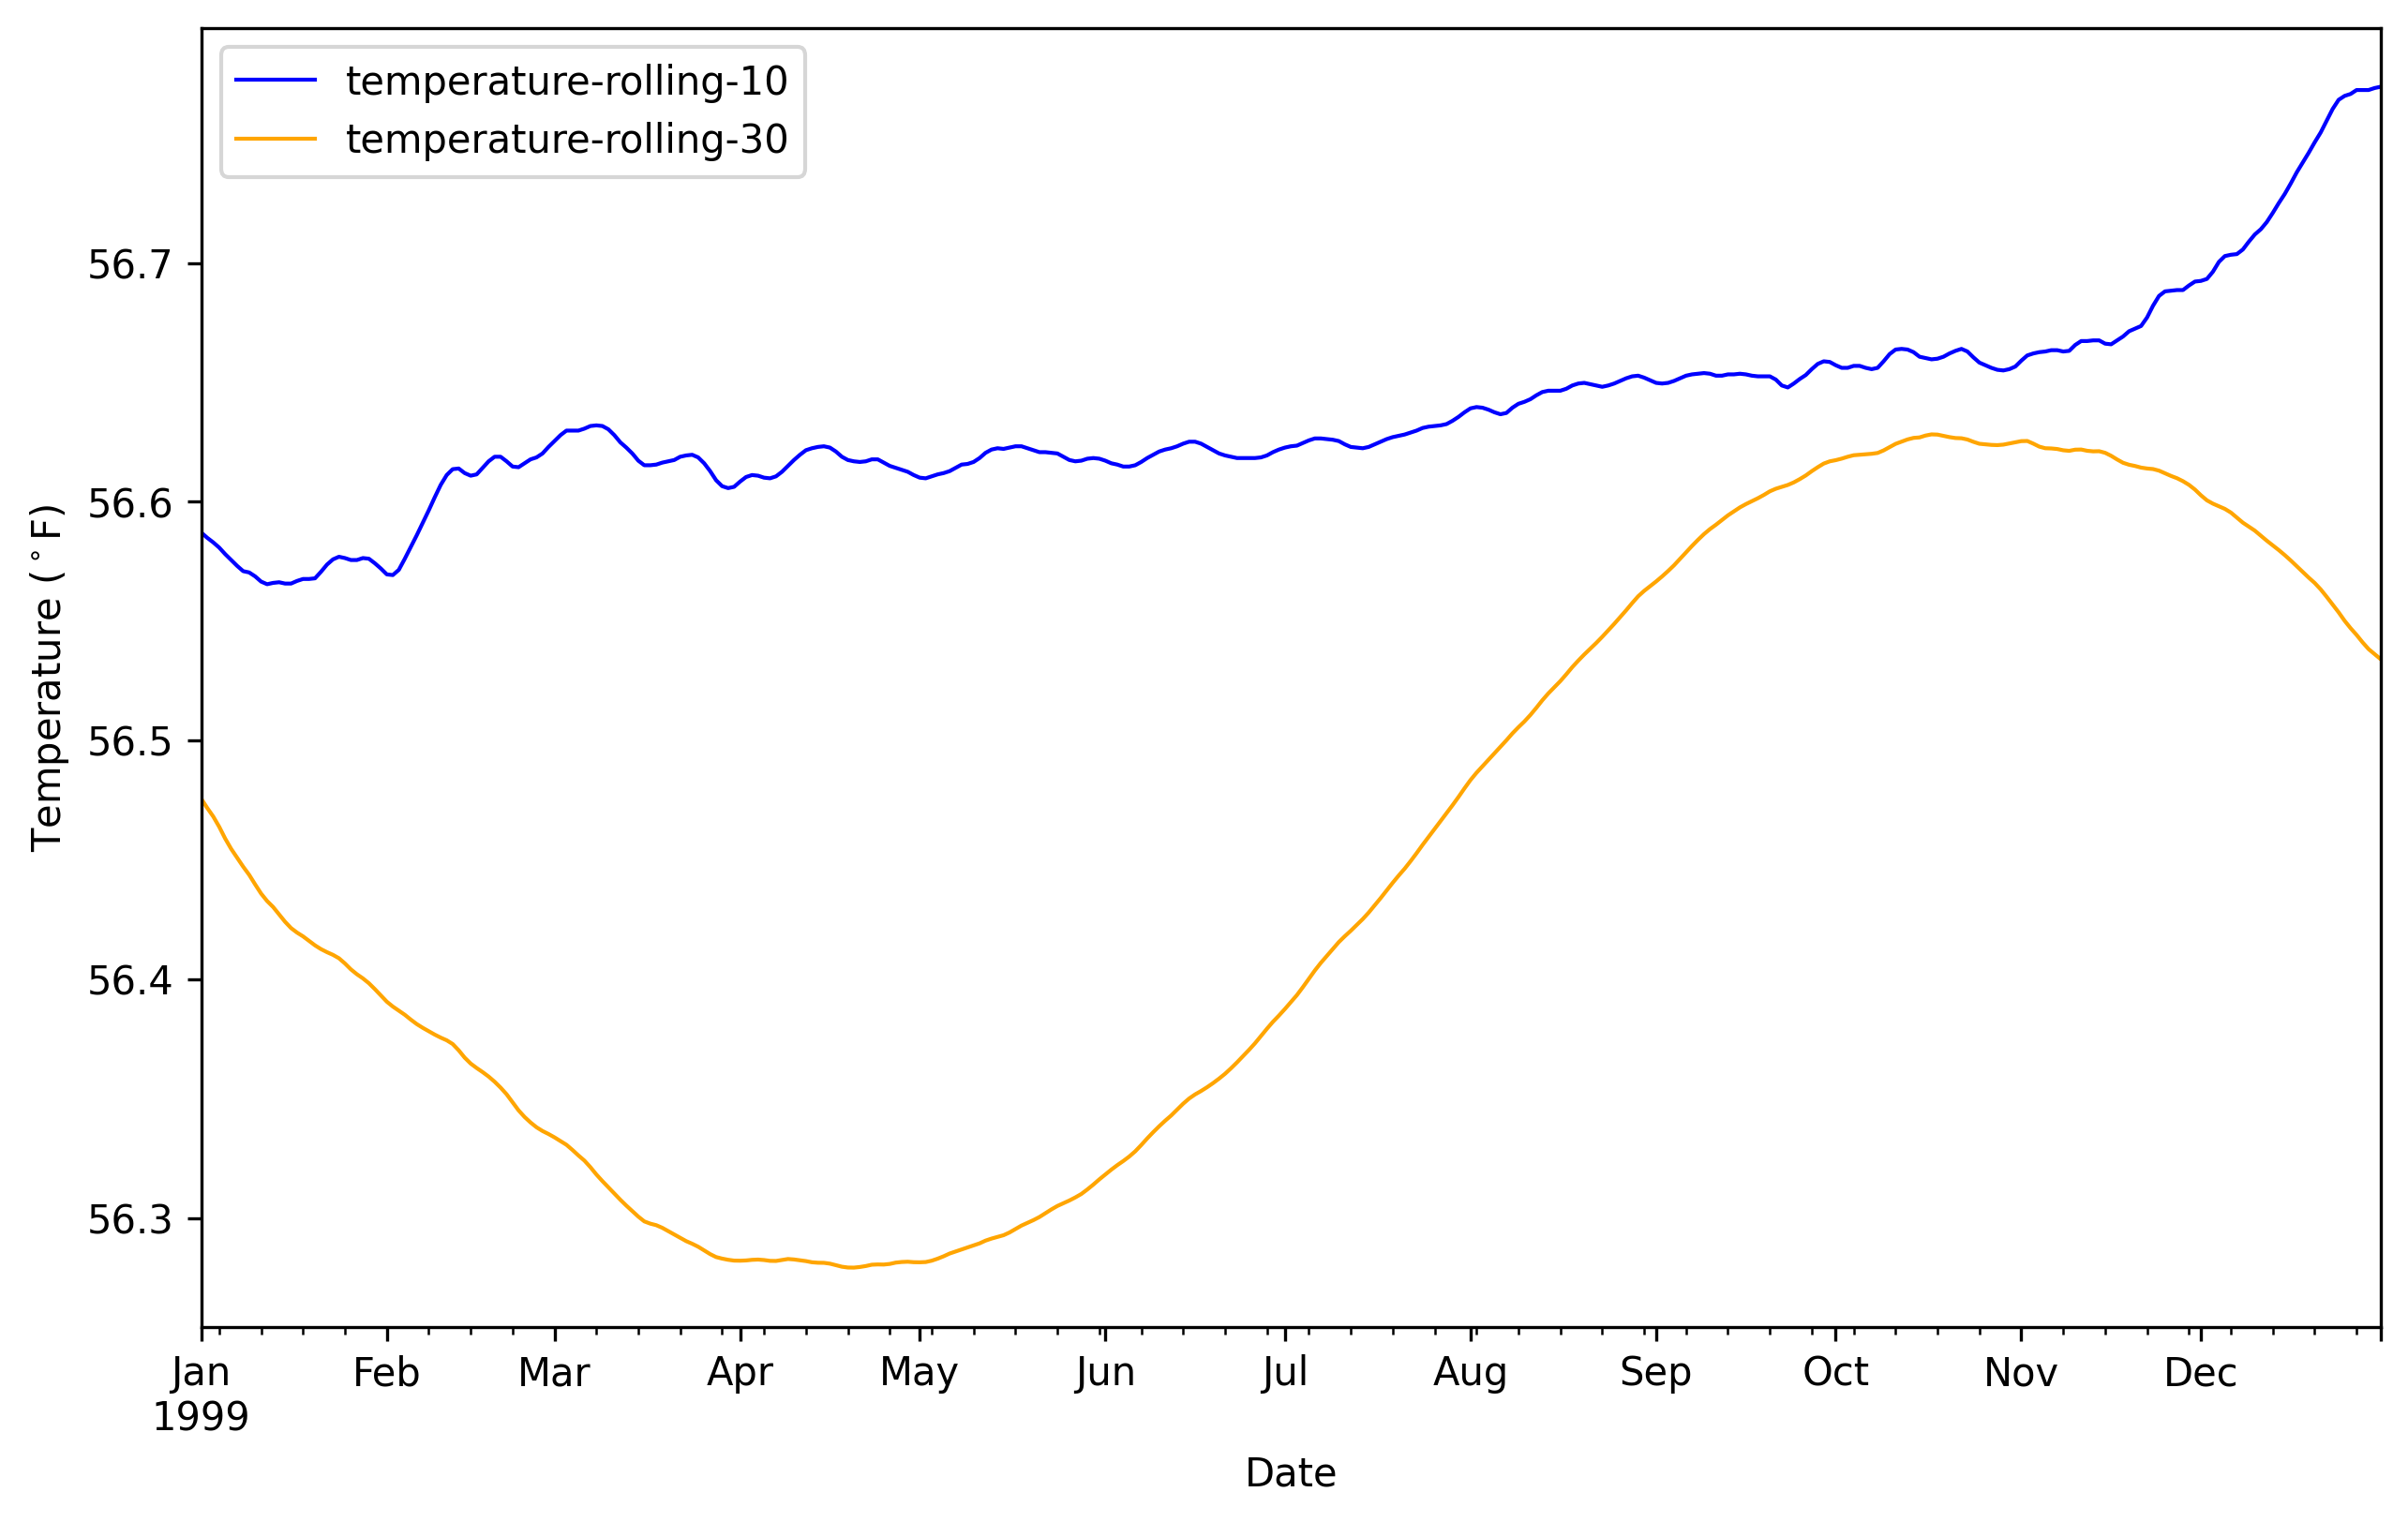 temperature-rolling-10
temperature-rolling-30
Temperature (°F)
56.7
56.6
56.5
56.4
56.3
Jan Feb Mar Apr May Jun Jul Aug Sep Oct Nov Dec
1999
Date